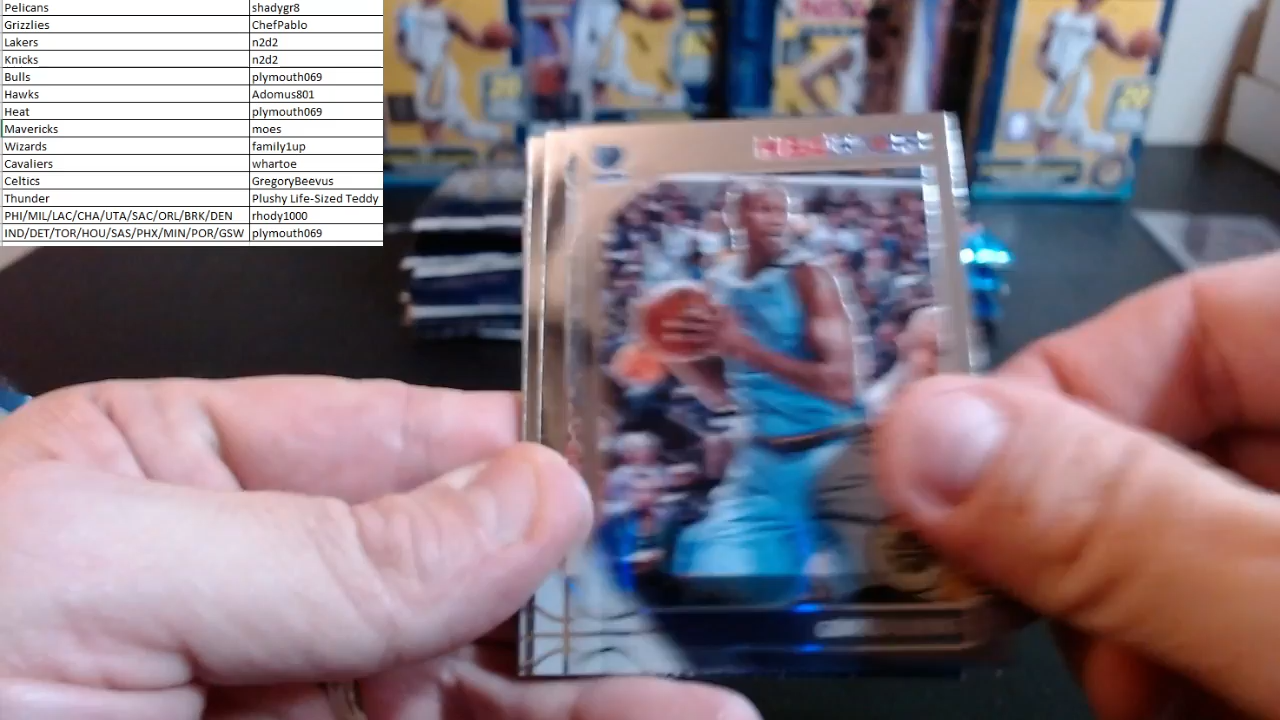 Pelicans shadygr8
Grizzlies ChefPablo
Lakers n2d2
Knicks n2d2
Bulls plymouth069
Hawks Adomus801
Heat plymouth069
Mavericks moes
Wizards family1up
Cavaliers whartoe
Celtics GregoryBeevus
Thunder Plushy Life-Sized Teddy
PHI/MIL/LAC/CHA/UTA/SAC/ORL/BRK/DEN rhody1000
IND/DET/TOR/HOU/SAS/PHX/MIN/POR/GSW plymouth069